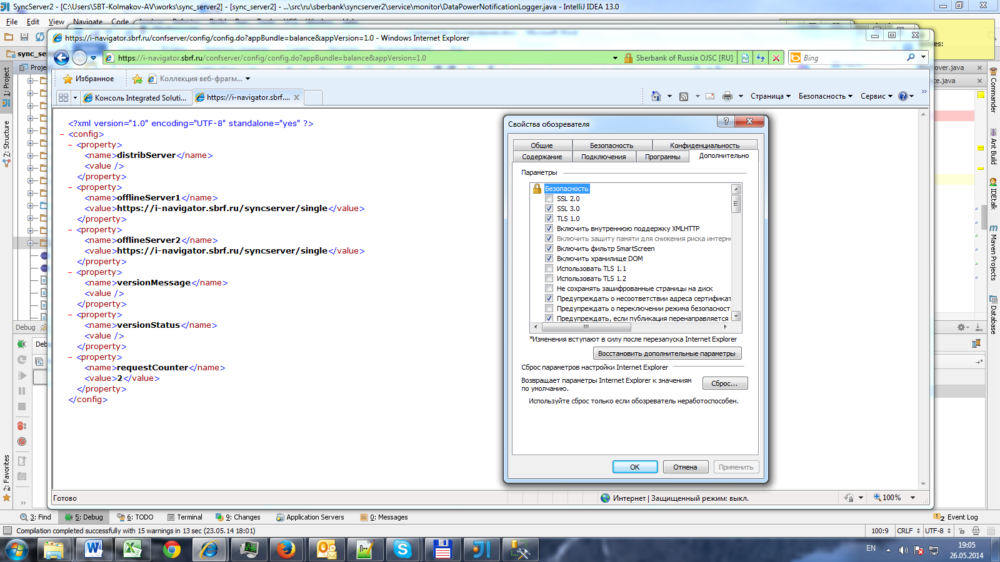 SyncServer2 - [C:\Users\SBT-Kolmakov-AV\works\sync_server2] - [sync_server2] - ...\src\ru\sberbank\syncserver2\service\monitor\DataPowerNotificationLogger.java - IntelliJ IDEA 13.0
File Edit View Navigate Code
https://i-navigator.sbrf.ru/confserver/config/config.do?appBundle=balance&appVersion=1.0 - Windows Internet Explorer
https://i-navigator.sbrf.ru/confserver/config/config.do?appBundle=balance&appVersion=1.0
Sberbank of Russia OJSC [RU]
Bing
Избранное
Коллекция веб-фрагм...
Консоль Integrated Soluti...
https://i-navigator.sbrf....
Страница
Безопасность
Сервис
<?xml version="1.0" encoding="UTF-8" standalone="yes" ?>
- <config>
- <property>
<name>distribServer</name>
<value />
</property>
- <property>
<name>offlineServer1</name>
<value>https://i-navigator.sbrf.ru/syncserver/single</value>
</property>
- <property>
<name>offlineServer2</name>
<value>https://i-navigator.sbrf.ru/syncserver/single</value>
</property>
- <property>
<name>versionMessage</name>
<value />
</property>
- <property>
<name>versionStatus</name>
<value />
</property>
- <property>
<name>requestCounter</name>
<value>2</value>
</property>
</config>
Свойства обозревателя
Общие Безопасность Конфиденциальность
Содержание Подключения Программы Дополнительно
Параметры
Безопасность
SSL 2.0
SSL 3.0
TLS 1.0
Включить внутреннюю поддержку XMLHTTP
Включить защиту памяти для снижения риска интерн
Включить фильтр SmartScreen
Включить хранилище DOM
Использовать TLS 1.1
Использовать TLS 1.2
Не сохранять зашифрованные страницы на диск
Предупреждать о несоответствии адреса сертификат
Предупреждать о переключении режима безопасност
Предупреждать, если публикация перенаправляется
*Изменения вступают в силу после перезапуска Internet Explorer
Восстановить дополнительные параметры
Сброс параметров настройки Internet Explorer
Возвращает параметры Internet Explorer к значениям
по умолчанию.
Сброс...
Используйте сброс только если обозреватель неработоспособен.
ОК Отмена Применить
Готово
Интернет | Защищенный режим: выкл.
100%
sync_so
Proje
1: Project
Z: Structure
2: Favorites
Debug
Deb
es:
over.java
ce.java
Commander
Ant Build
IDEtalk
Maven Projects
Database
3: Find 5: Debug 6: TODO Terminal 9: Changes Application Servers 0: Messages
2 Event Log
Compilation completed successfully with 15 warnings in 13 sec (23.05.14 18:01)
100:9 CRLF UTF-8
EN
19:05
26.05.2014